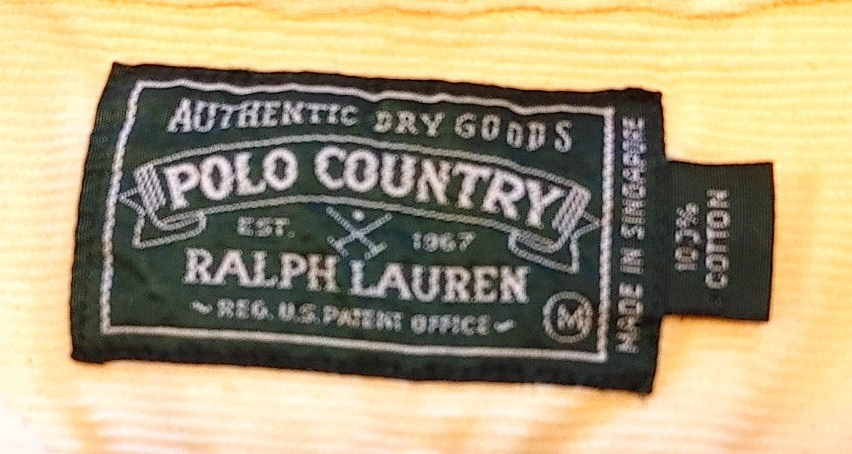 AUTHENTIC DRY GOODS
POLO COUNTRY
EST. 1967
RALPH LAUREN
~ REG. U.S. PATENT OFFICE ~
M
MADE IN SINGAPORE
100%
COTTON